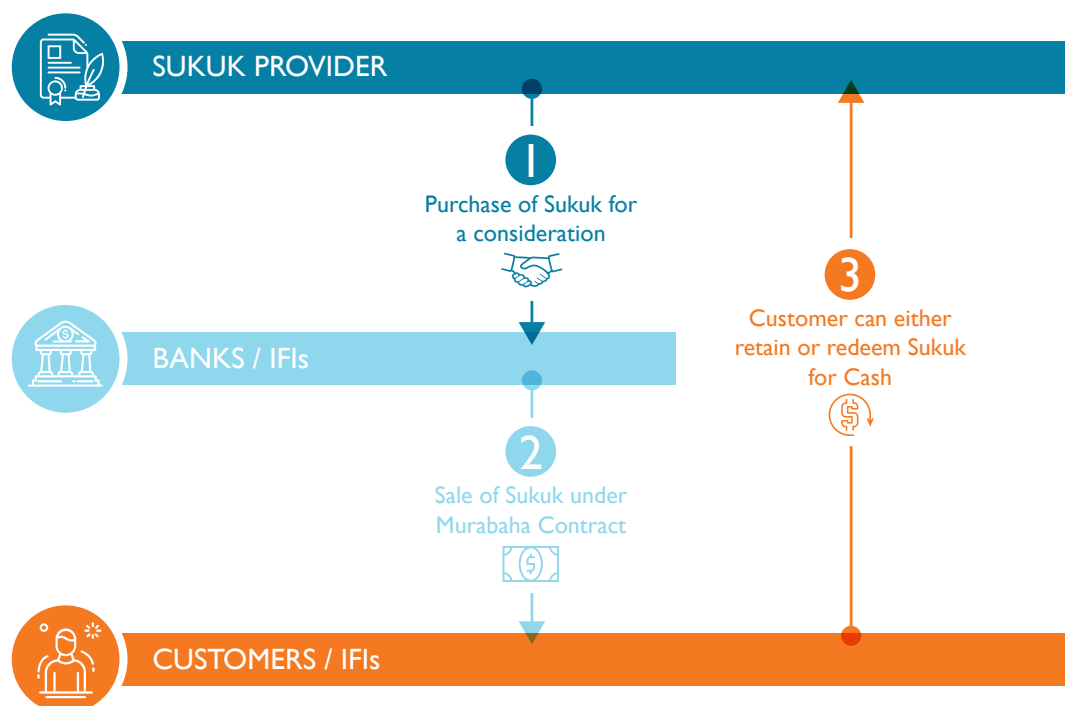 SUKUK PROVIDER
1
Purchase of Sukuk for
a consideration
BANKS / IFIs
2
Sale of Sukuk under
Murabaha Contract
3
Customer can either
retain or redeem Sukuk
for Cash
CUSTOMERS / IFIs